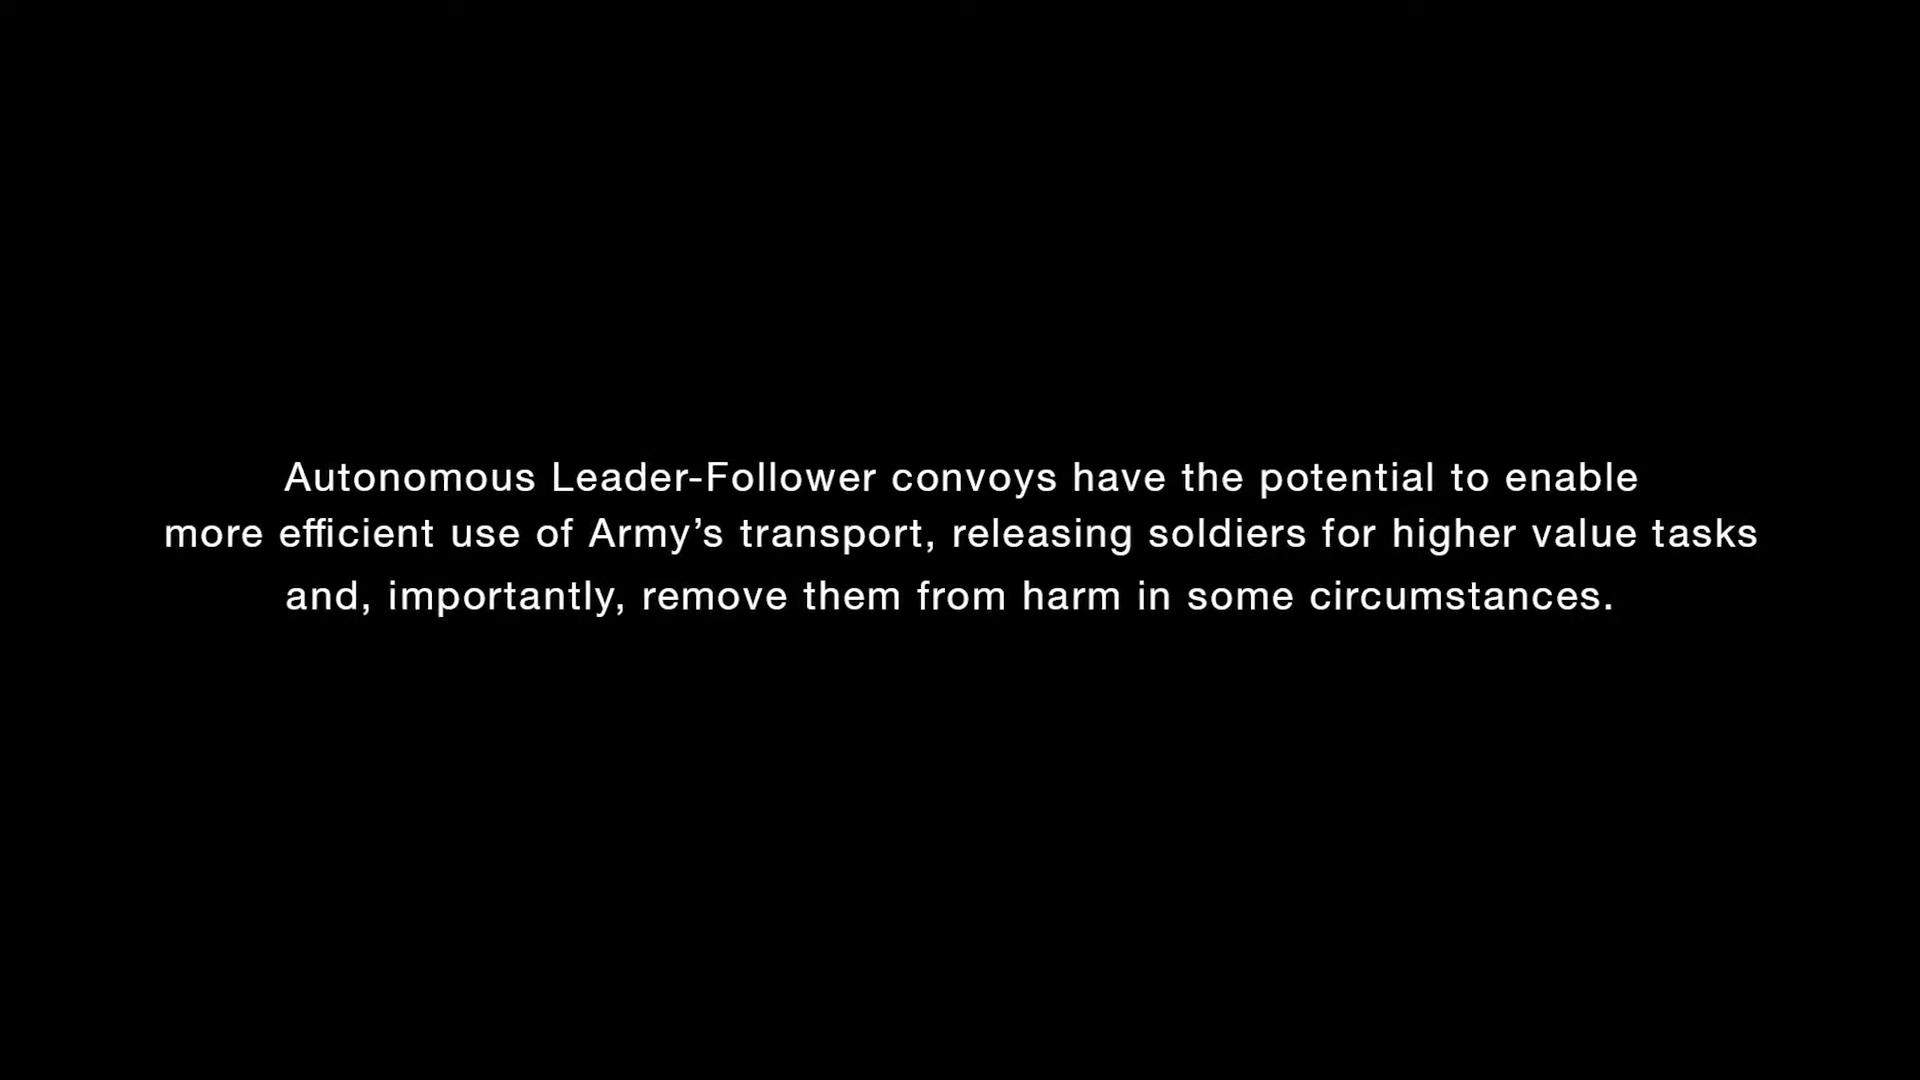 Autonomous Leader-Follower convoys have the potential to enable
more efficient use of Army’s transport, releasing soldiers for higher value tasks
and, importantly, remove them from harm in some circumstances.